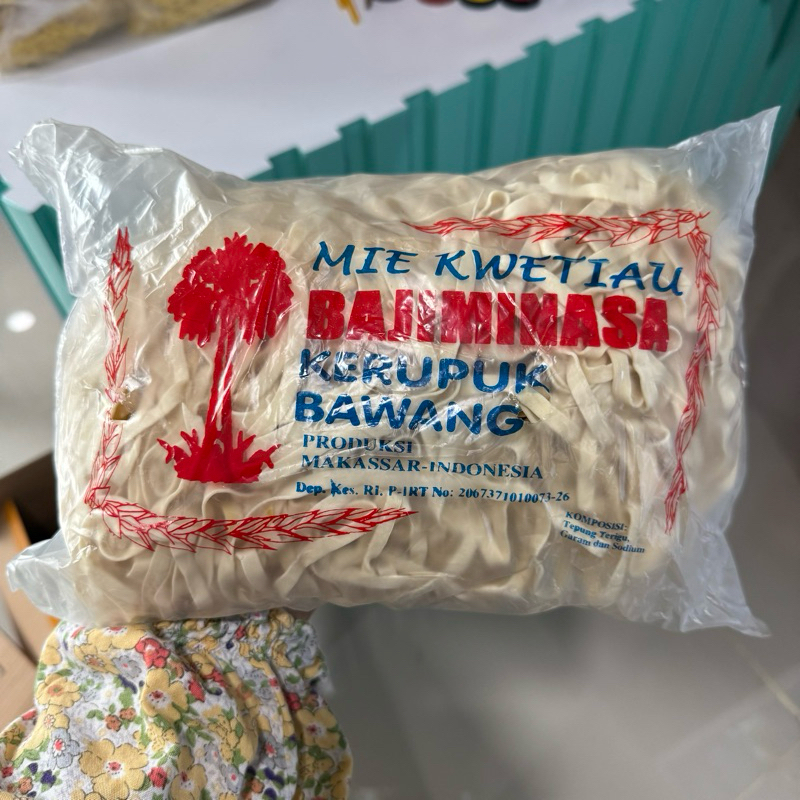 MIE KWETIAU
BAJIMINASA
KERUPUK
BAWANG
PRODUKSI
MAKASSAR-INDONESIA
Dep. Kes. Ri. P-IRT No: 2067371010073-26
KOMPOSISI:
Tepung Terigu,
Garam dan Sodium